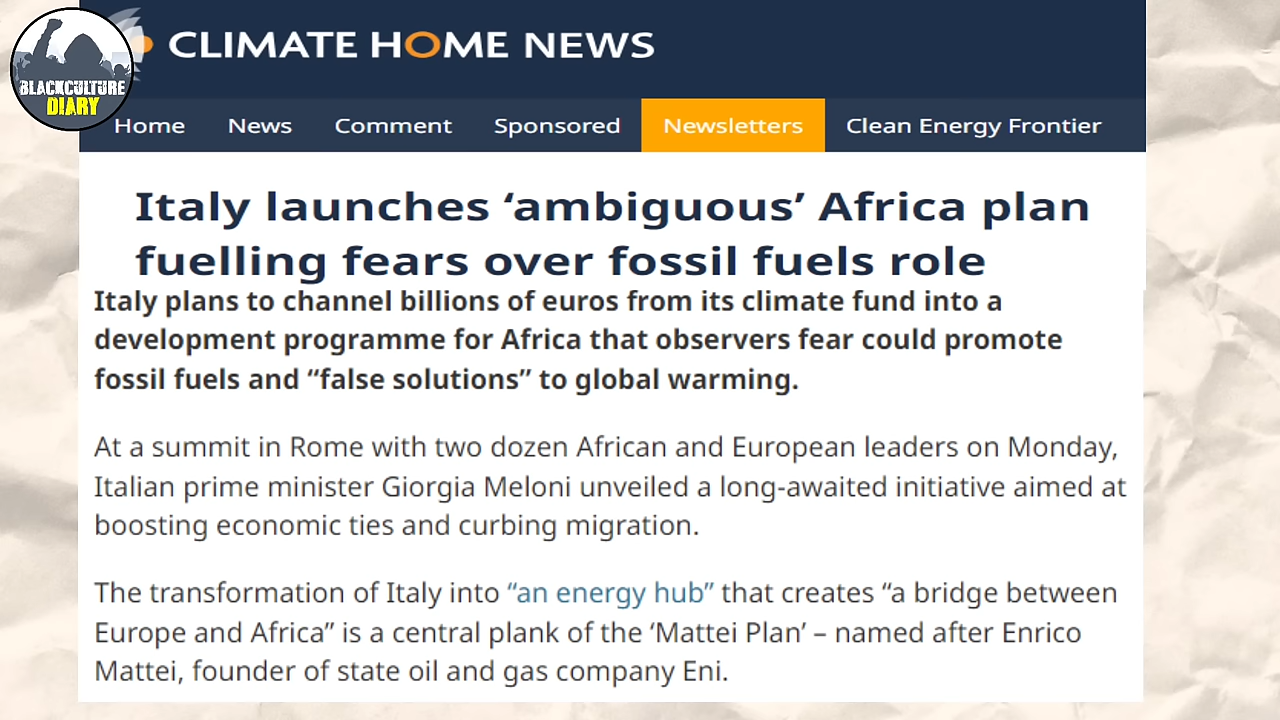 BLACKCULTURE
DIARY
CLIMATE HOME NEWS
Home News Comment Sponsored Newsletters Clean Energy Frontier
Italy launches ‘ambiguous’ Africa plan
fuelling fears over fossil fuels role
Italy plans to channel billions of euros from its climate fund into a
development programme for Africa that observers fear could promote
fossil fuels and “false solutions” to global warming.
At a summit in Rome with two dozen African and European leaders on Monday,
Italian prime minister Giorgia Meloni unveiled a long-awaited initiative aimed at
boosting economic ties and curbing migration.
The transformation of Italy into “an energy hub” that creates “a bridge between
Europe and Africa” is a central plank of the ‘Mattei Plan’ – named after Enrico
Mattei, founder of state oil and gas company Eni.